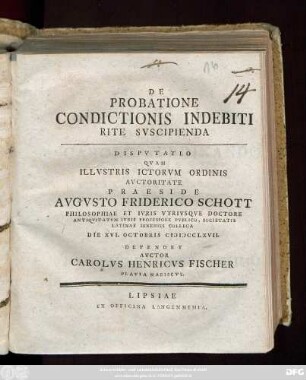 14
DE
PROBATIONE
CONDICTIONIS INDEBITI
RITE SVSCIPIENDA
DISPVTATIO
QVAM
ILLVSTRIS ICTORVM ORDINIS
AVCTORITATE
PRAESIDE
AVGVSTO FRIDERICO SCHOTT
PHILOSOPHIAE ET IVRIS VTRIVSQVE DOCTORE
ANTIQVITATVM IVRIS PROFESSORE PVBLICO, SOCIETATIS
LATINAE IENENSIS COLLEGA
DIE XVI. OCTOBRIS CIↃIↃCCLXVII.
DEFENDET
AVCTOR
CAROLVS HENRICVS FISCHER
PLAVIA
LIPSIAE
EX OFFICINA LANGENHEMIA.